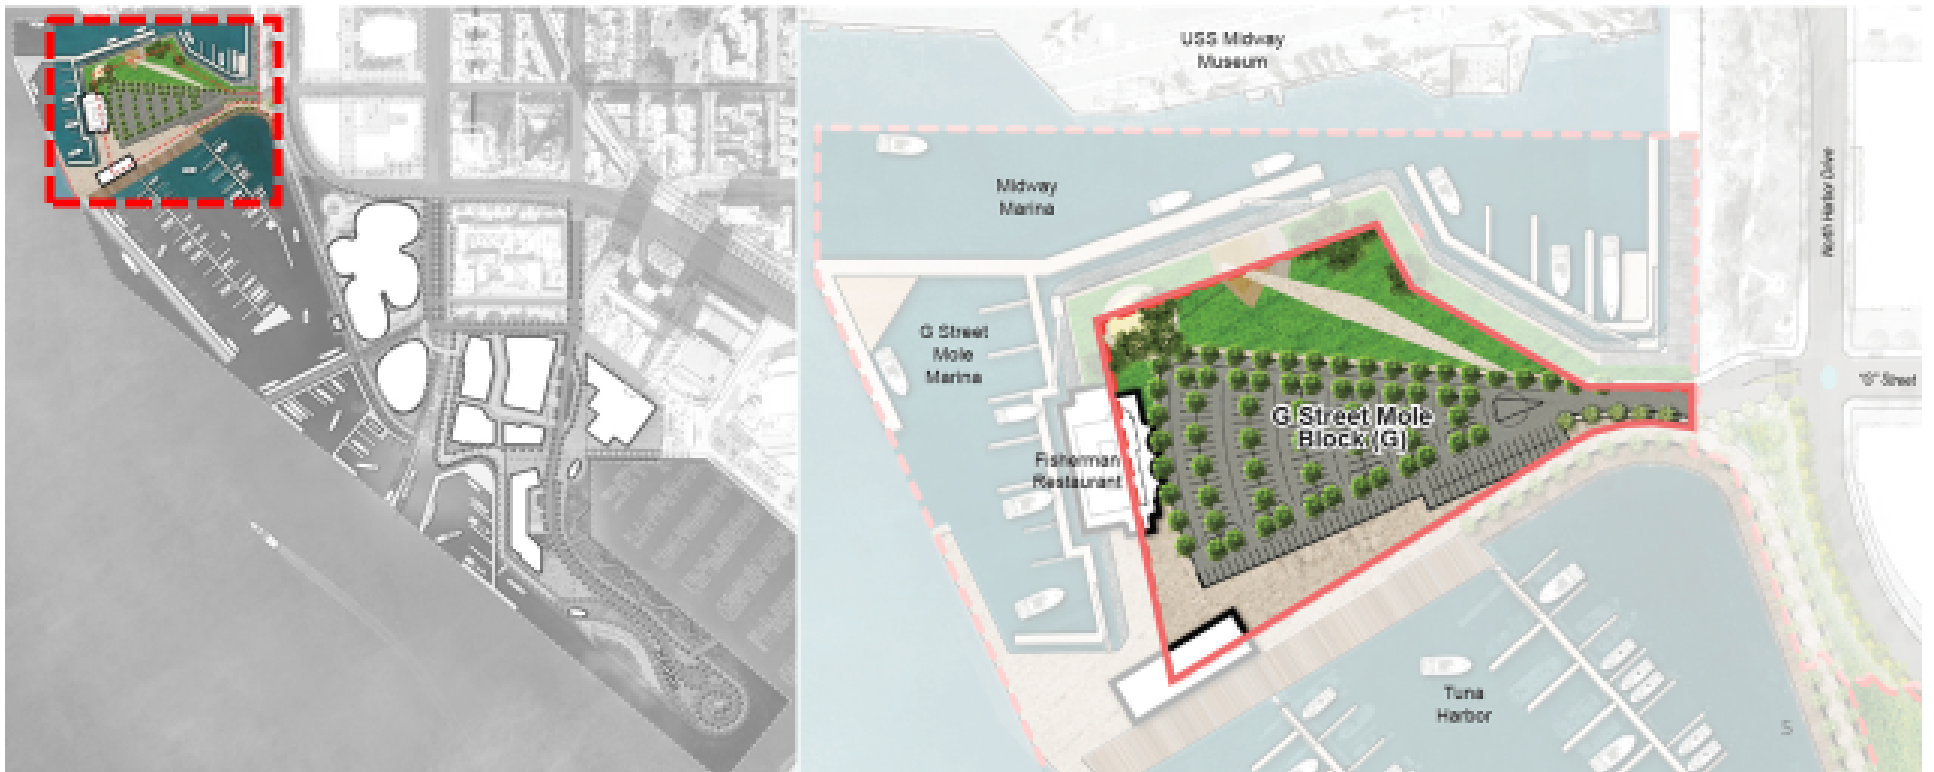 USS Midway
Museum
Midway
Marina
North Harbor Drive
G Street
Mole
Marina
"G" Street
G Street Mole
Block (G)
Fisherman
Restaurant
Tuna
Harbor
S